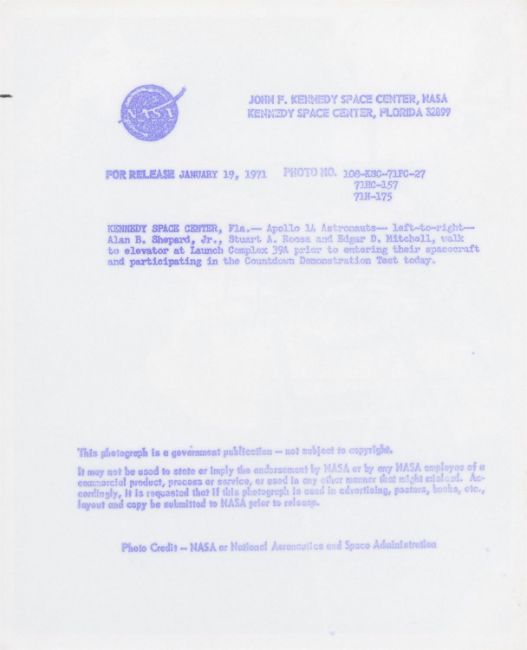 NASA
JOHN F. KENNEDY SPACE CENTER, NASA
KENNEDY SPACE CENTER, FLORIDA 32899
FOR RELEASE JANUARY 19, 1971 PHOTO NO. 108-KSC-71PC-27
71HC-157
71H-175
KENNEDY SPACE CENTER, Fla.-- Apollo 14 Astronauts-- left-to-right--
Alan B. Shepard, Jr., Stuart A. Roosa and Edgar D. Mitchell, walk
to elevator at Launch Complex 39A prior to entering their spacecraft
and participating in the Countdown Demonstration Test today.
This photograph is a government publication — not subject to copyright.
It may not be used to state or imply the endorsement by NASA or by any NASA employee of a
commercial product, process or service, or used in any other manner that might mislead. Ac-
cordingly, it is requested that if this photograph is used in advertising, posters, books, etc.,
layout and copy be submitted to NASA prior to release.
Photo Credit — NASA or National Aeronautics and Space Administration